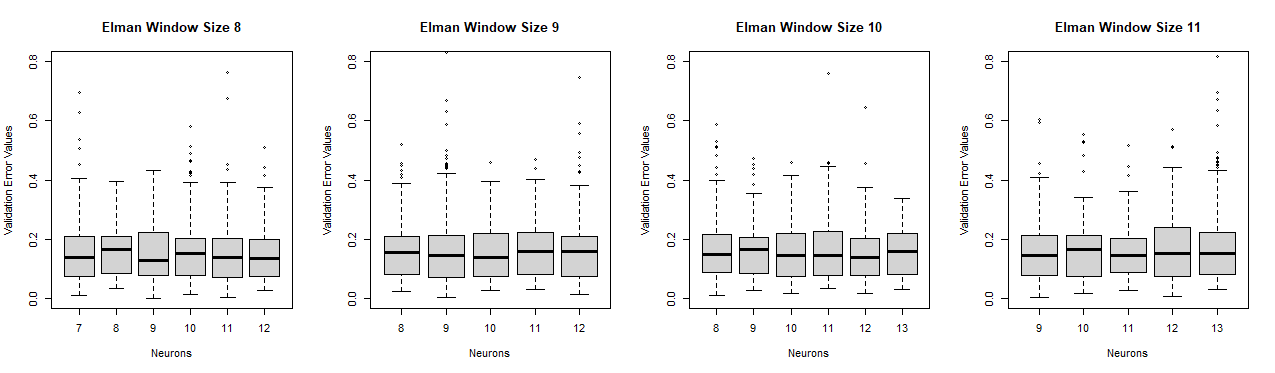 Elman Window Size 8
Validation Error Values
0.8
0.6
0.4
0.2
0.0
7 8 9 10 11 12
Neurons
Elman Window Size 9
Validation Error Values
0.8
0.6
0.4
0.2
0.0
8 9 10 11 12
Neurons
Elman Window Size 10
Validation Error Values
0.8
0.6
0.4
0.2
0.0
8 9 10 11 12 13
Neurons
Elman Window Size 11
Validation Error Values
0.8
0.6
0.4
0.2
0.0
9 10 11 12 13
Neurons